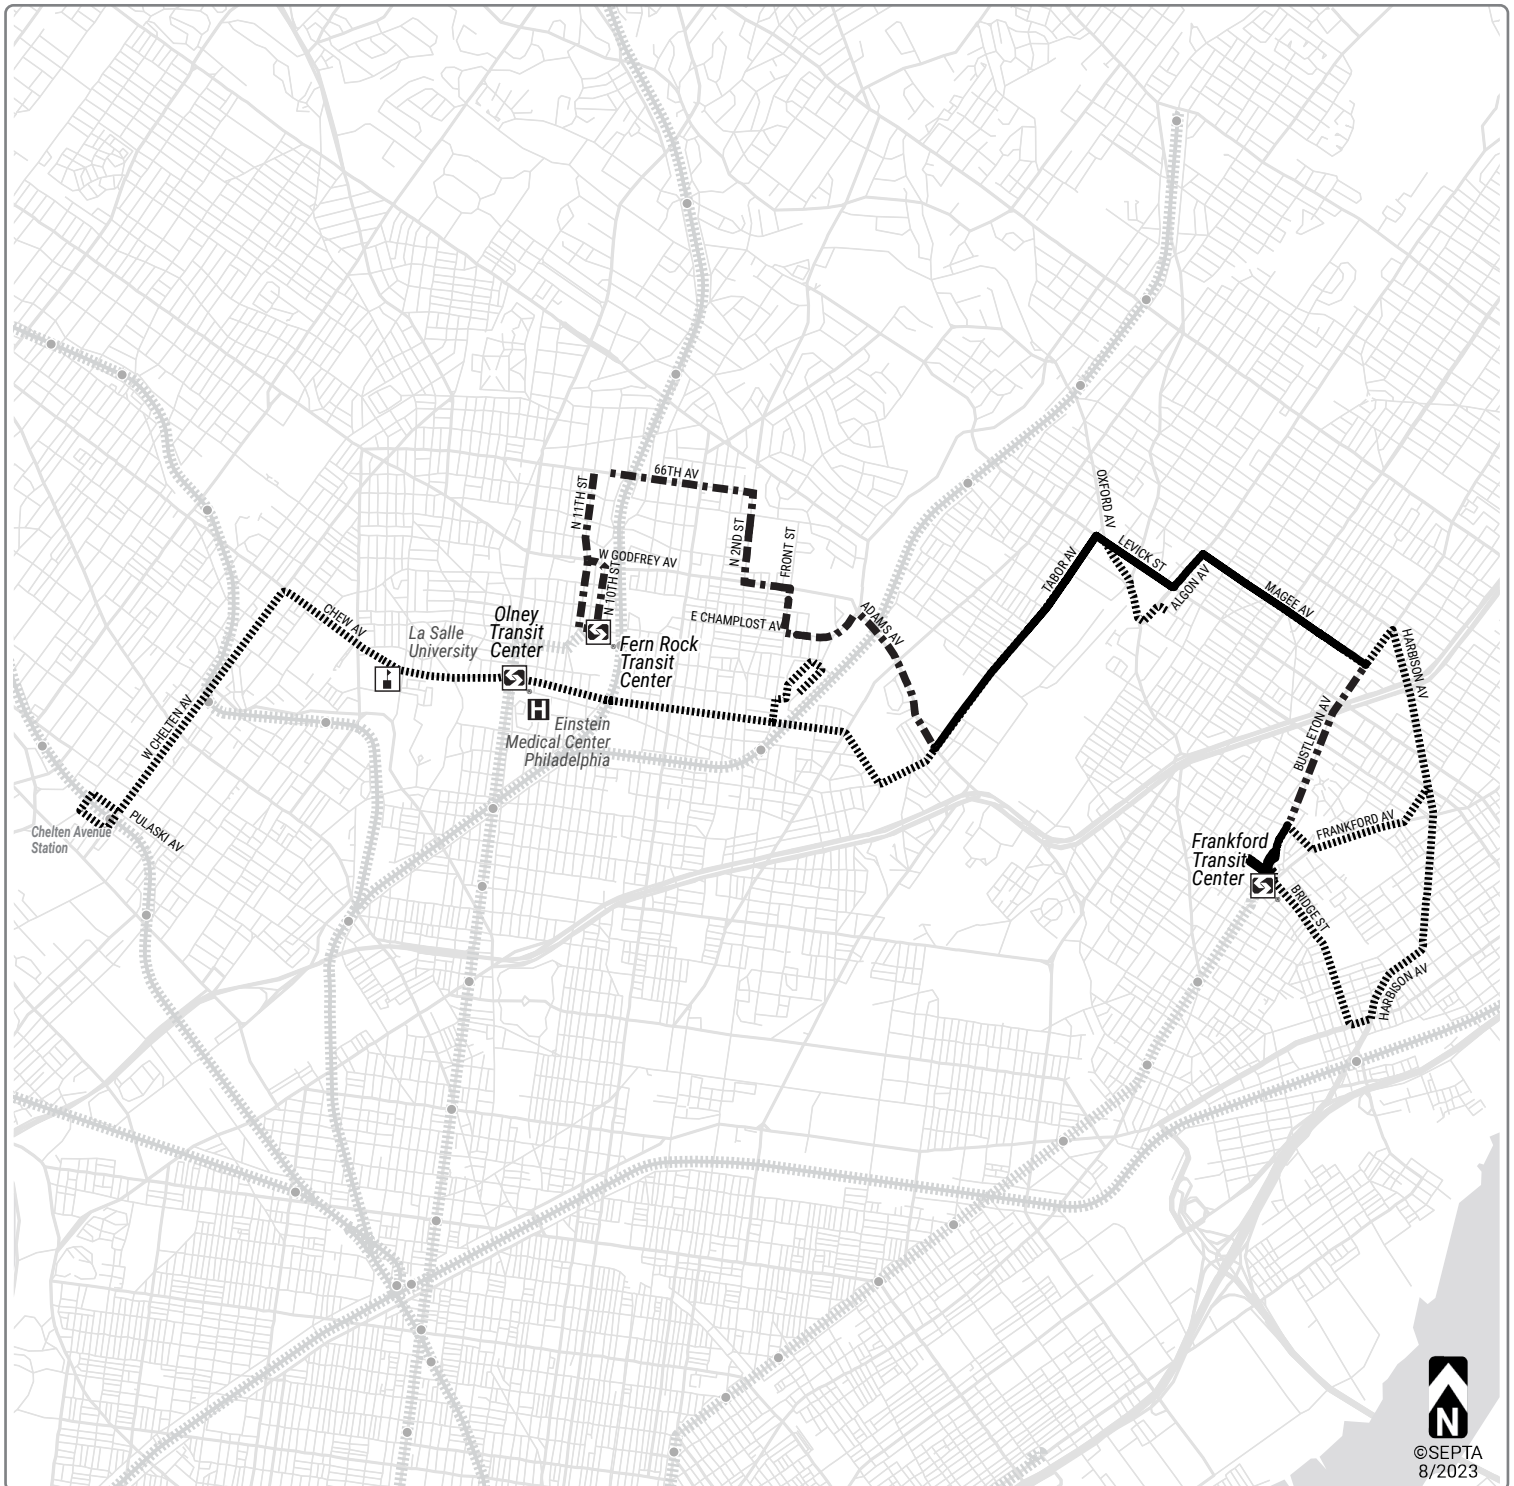 66TH AV
N 11TH ST
OXFORD AV
N 2ND ST
FRONT ST
W GODFREY AV
LEVICK ST
TABOR AV
N 10TH ST
ALGON AV
MAGEE AV
CHEW AV
Olney
Transit
Center
La Salle
University
E CHAMPLOST AV
ADAMS AV
Fern Rock
Transit
Center
HARBISON AV
W CHELTEN AV
BUSTLETON AV
H
Einstein
Medical Center
Philadelphia
PULASKI AV
Chelten Avenue
Station
FRANKFORD AV
Frankford
Transit
Center
BRIDGE ST
HARBISON AV
N
©SEPTA
8/2023